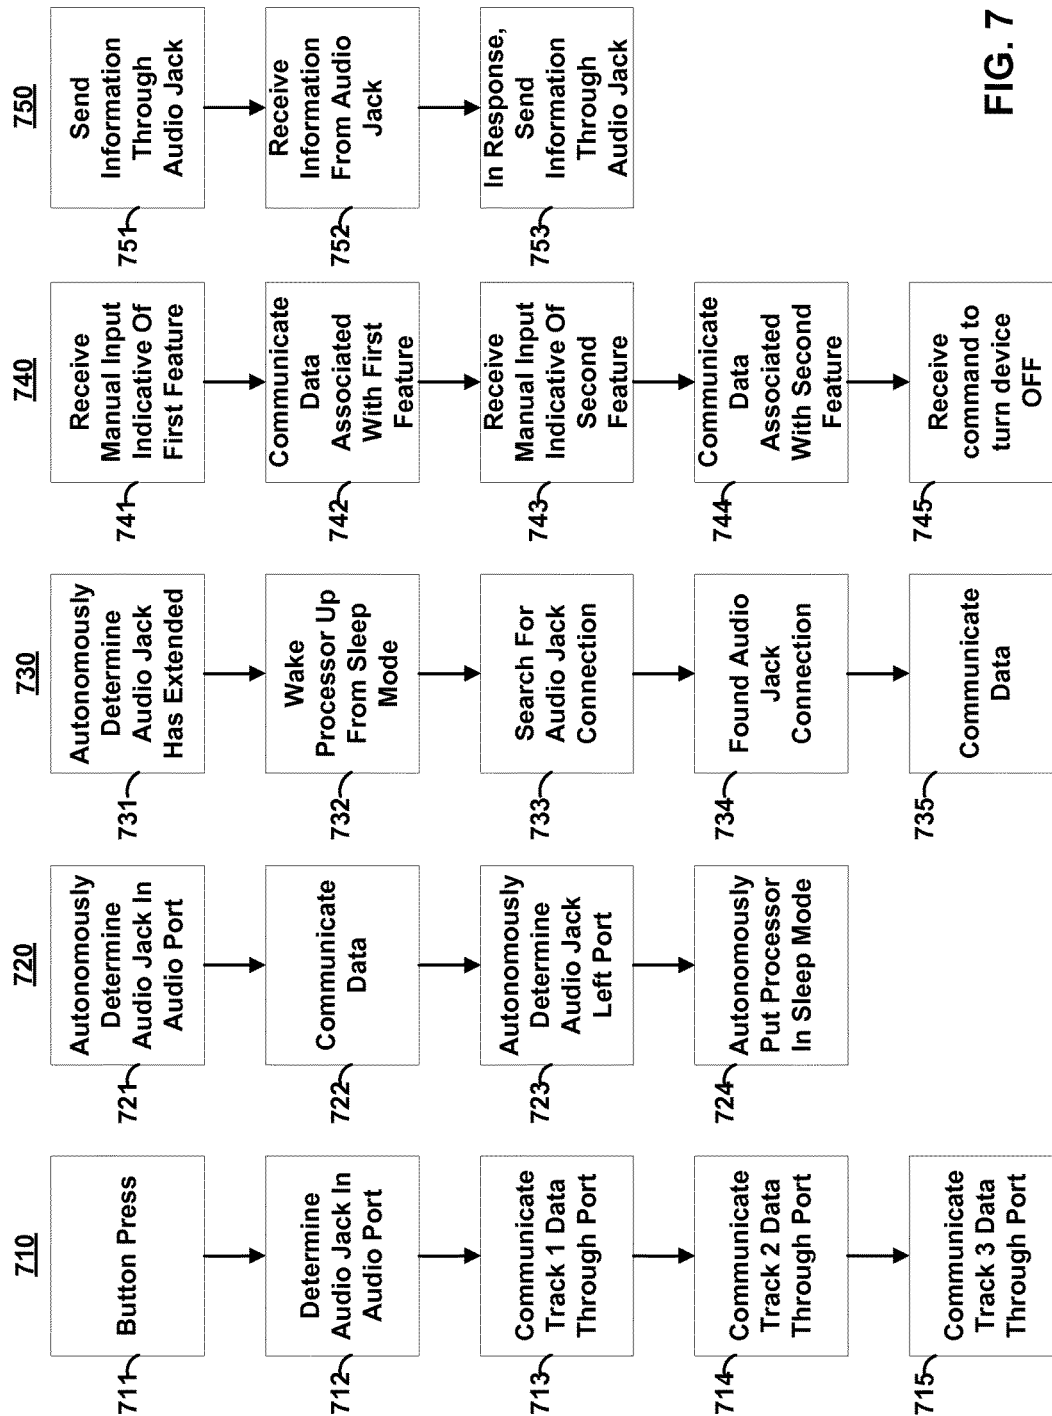 710
711
Button Press
712
Determine
Audio Jack In
Audio Port
713
Communicate
Track 1 Data
Through Port
714
Communicate
Track 2 Data
Through Port
715
Communicate
Track 3 Data
Through Port
720
721
Autonomously
Determine
Audio Jack In
Audio Port
722
Communicate
Data
723
Autonomously
Determine
Audio Jack
Left Port
724
Autonomously
Put Processor
In Sleep Mode
730
731
Autonomously
Determine
Audio Jack
Has Extended
732
Wake
Processor Up
From Sleep
Mode
733
Search For
Audio Jack
Connection
734
Found Audio
Jack
Connection
735
Communicate
Data
740
741
Receive
Manual Input
Indicative Of
First Feature
742
Communicate
Data
Associated
With First
Feature
743
Receive
Manual Input
Indicative Of
Second
Feature
744
Communicate
Data
Associated
With Second
Feature
745
Receive
command to
turn device
OFF
750
751
Send
Information
Through
Audio Jack
752
Receive
Information
From Audio
Jack
753
In Response,
Send
Information
Through
Audio Jack
FIG. 7